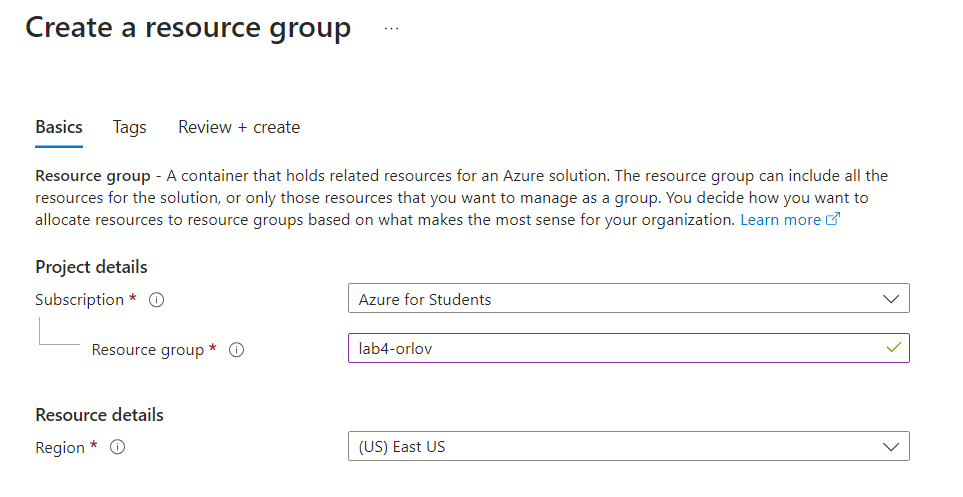 Create a resource group ...
Basics Tags Review + create
Resource group - A container that holds related resources for an Azure solution. The resource group can include all the
resources for the solution, or only those resources that you want to manage as a group. You decide how you want to
allocate resources to resource groups based on what makes the most sense for your organization. Learn more
Project details
Subscription * Azure for Students
Resource group * lab4-orlov
Resource details
Region * (US) East US